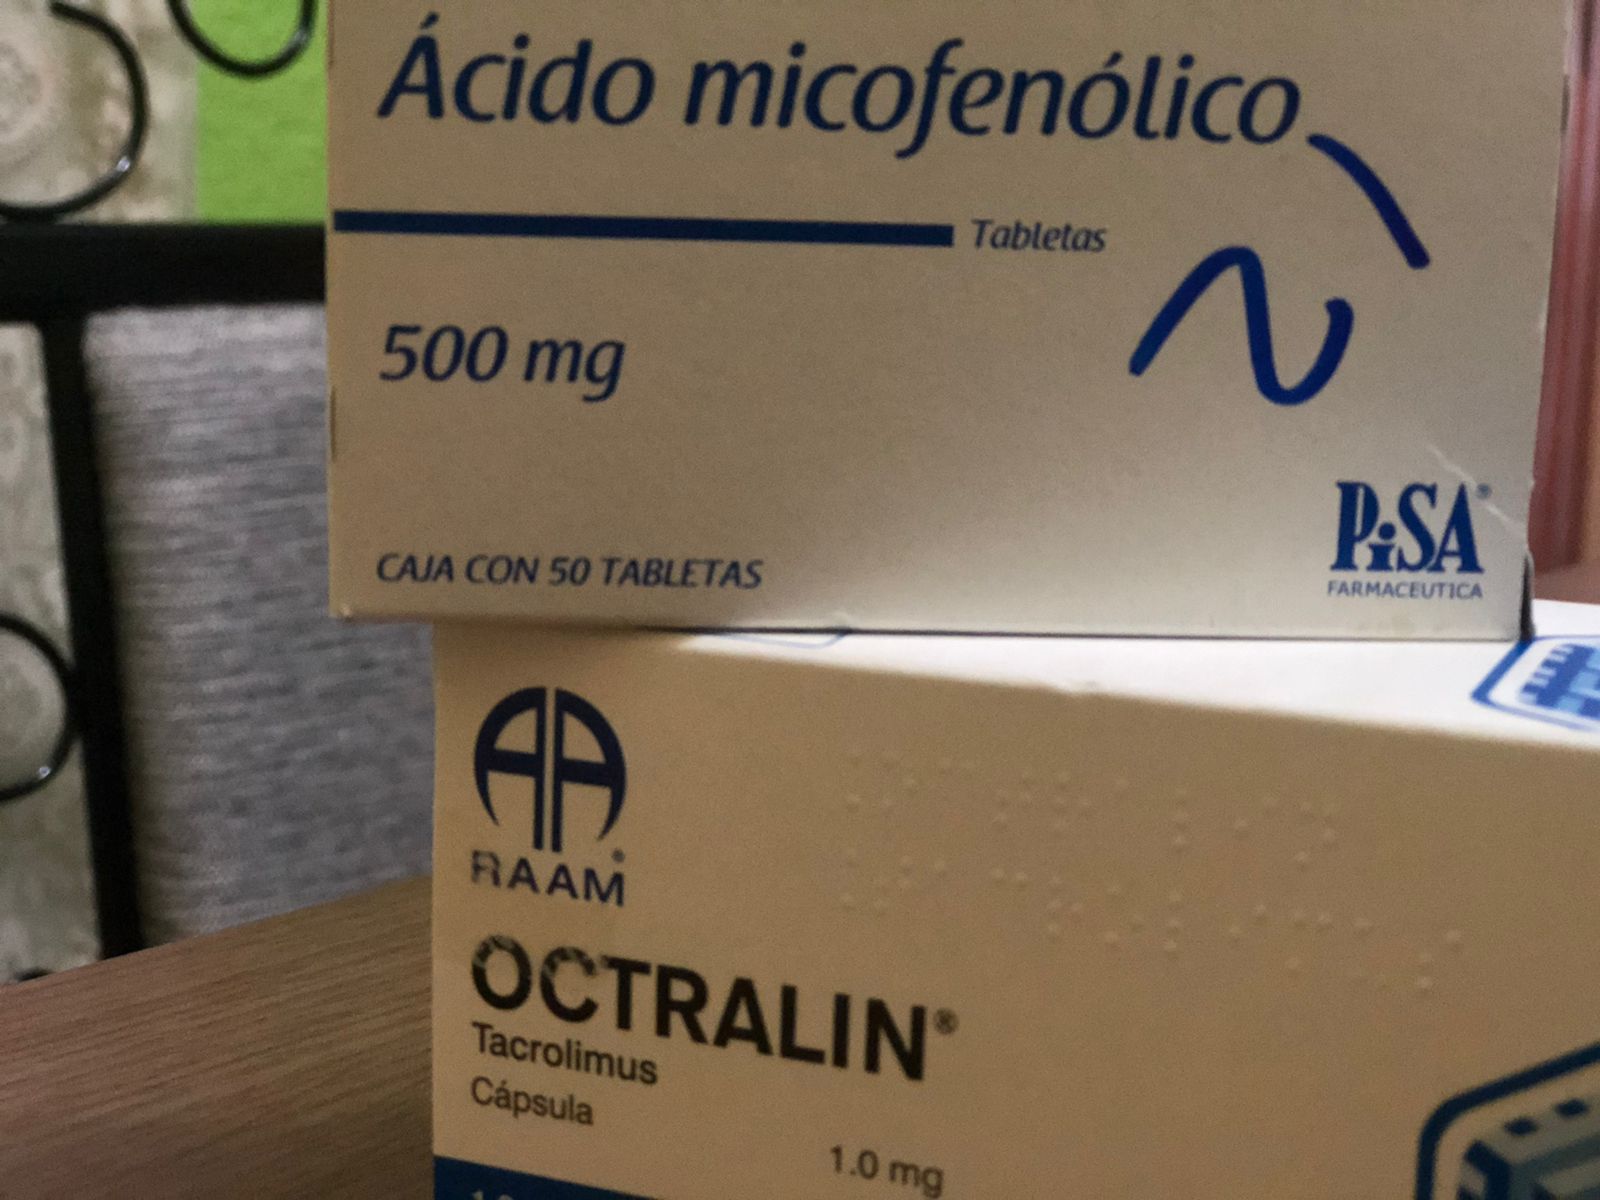 Ácido micofenólico
Tabletas
500 mg
CAJA CON 50 TABLETAS
PiSA®
FARMACEUTICA
RAAM®
OCTRALIN®
Tacrolimus
Cápsula
1.0 mg